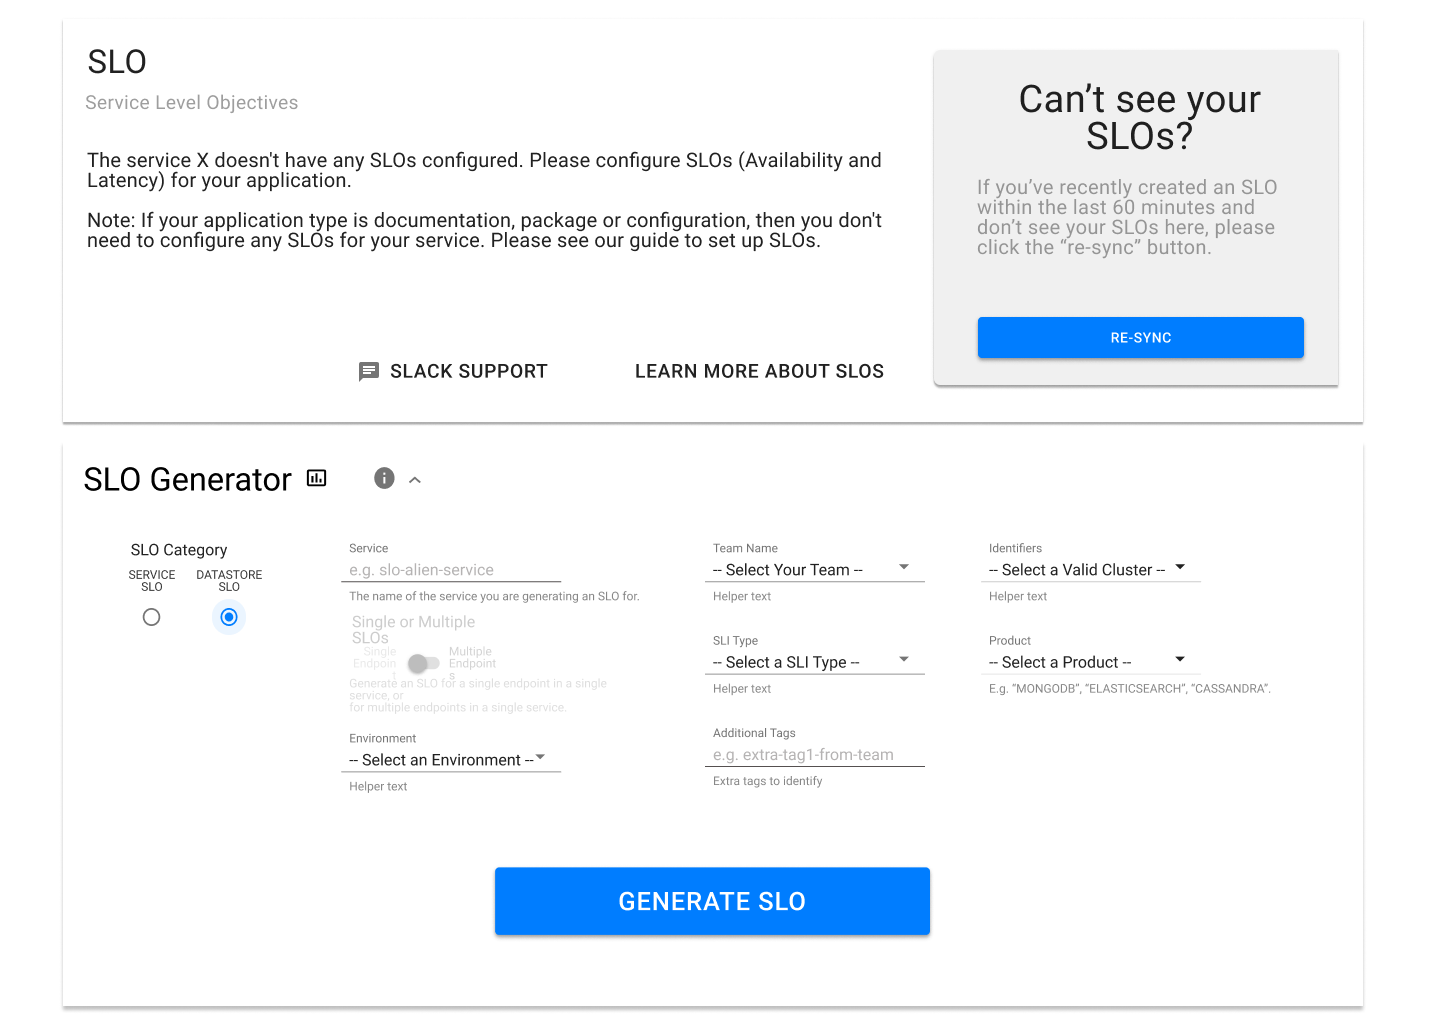 SLO
Service Level Objectives
The service X doesn't have any SLOs configured. Please configure SLOs (Availability and
Latency) for your application.
Note: If your application type is documentation, package or configuration, then you don't
need to configure any SLOs for your service. Please see our guide to set up SLOs.
SLACK SUPPORT
LEARN MORE ABOUT SLOS
Can’t see your
SLOs?
If you’ve recently created an SLO
within the last 60 minutes and
don’t see your SLOs here, please
click the “re-sync” button.
RE-SYNC
SLO Generator
SLO Category
SERVICE
SLO
DATASTORE
SLO
Service
e.g. slo-alien-service
The name of the service you are generating an SLO for.
Single or Multiple
SLOs
Single
Endpoin
t
Multiple
Endpoint
s
Generate an SLO for a single endpoint in a single
service, or
for multiple endpoints in a single service.
Environment
-- Select an Environment --
Helper text
Team Name
-- Select Your Team --
Helper text
SLI Type
-- Select a SLI Type --
Helper text
Additional Tags
e.g. extra-tag1-from-team
Extra tags to identify
Identifiers
-- Select a Valid Cluster --
Helper text
Product
-- Select a Product --
E.g. “MONGODB”, “ELASTICSEARCH”, “CASSANDRA”.
GENERATE SLO